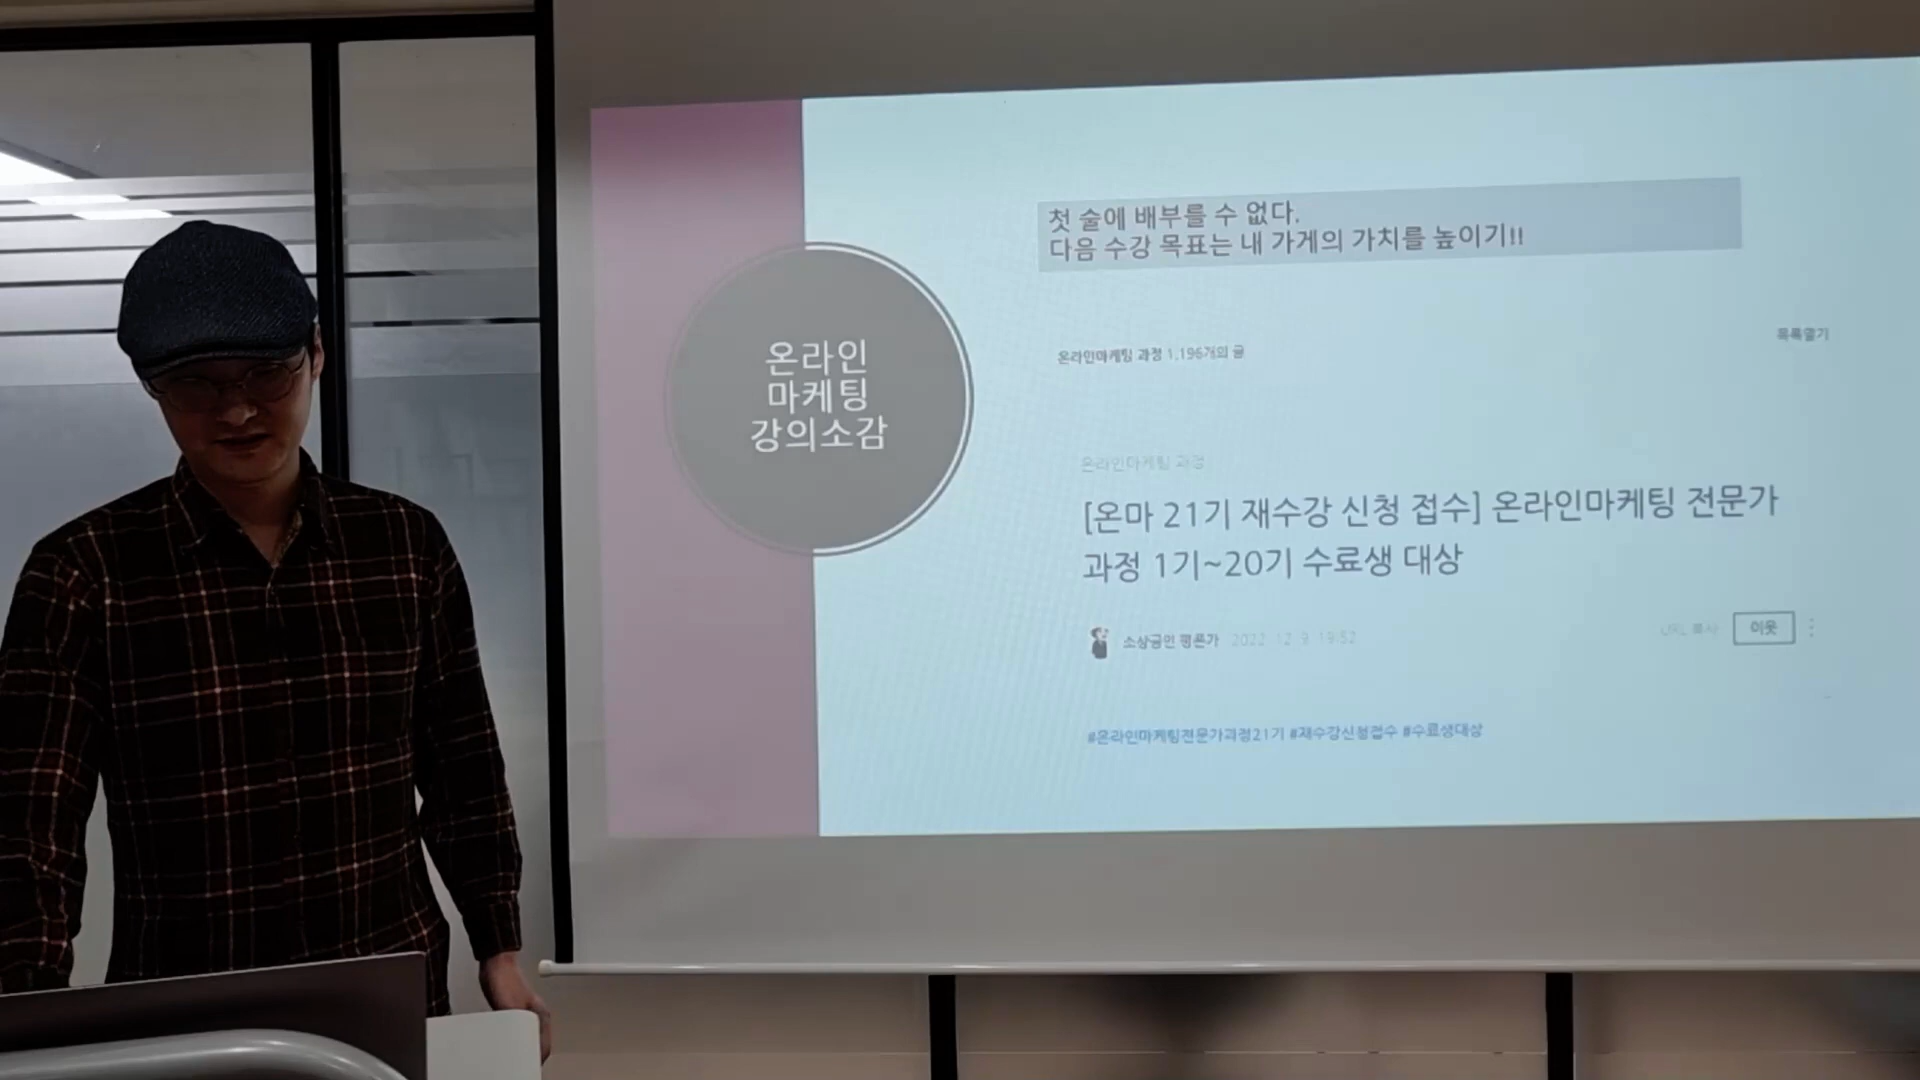 온라인
마케팅
강의소감
첫 술에 배부를 수 없다.
다음 수강 목표는 내 가게의 가치를 높이기!!
목록열기
온라인마케팅 과정 1,196개의 글
온라인마케팅 과정
[온마 21기 재수강 신청 접수] 온라인마케팅 전문가
과정 1기~20기 수료생 대상
소상공인 평론가 2022. 12. 9. 19:52
URL 복사 이웃
#온라인마케팅전문가과정21기 #재수강신청접수 #수료생대상